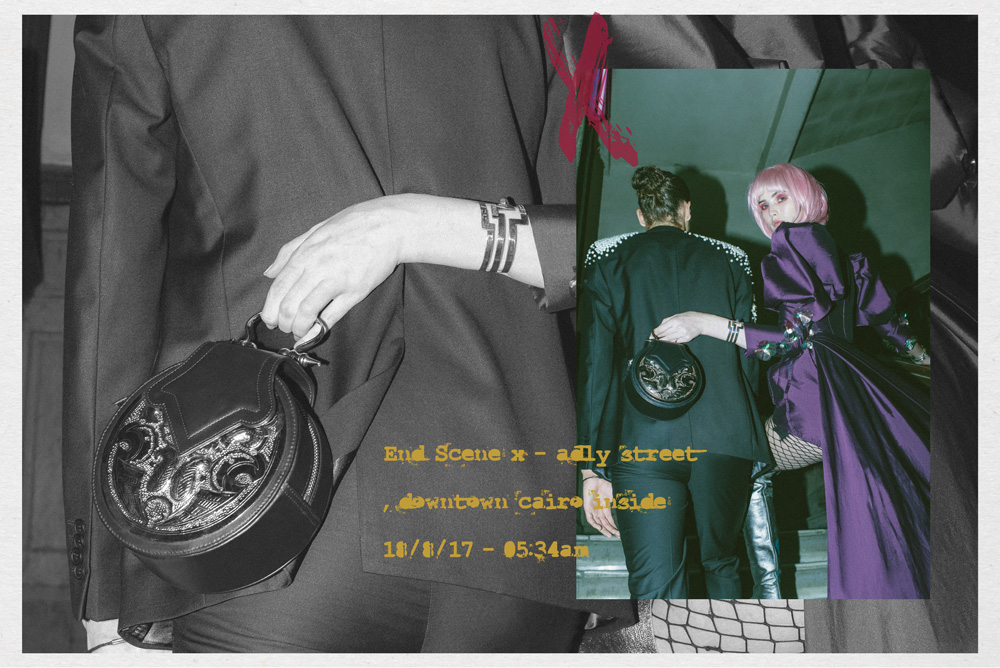 End Scene x - adly street
, downtown cairo inside
18/8/17 - 05:34am